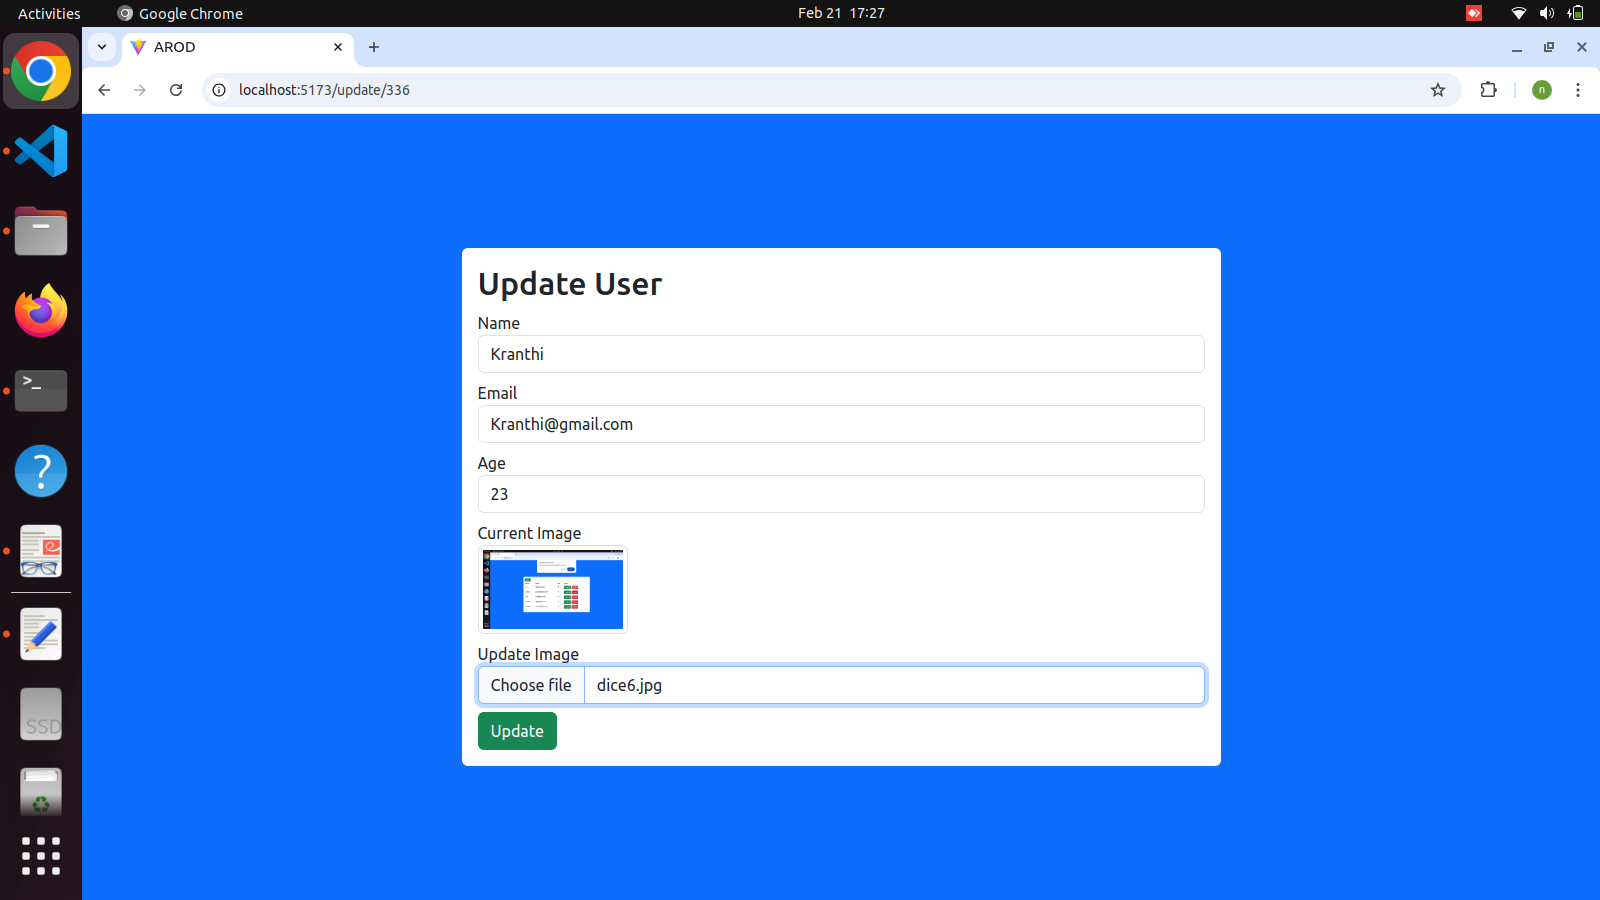 Activities
Google Chrome
Feb 21 17:27
AROD
localhost:5173/update/336
n
Update User
Name
Kranthi
Email
Kranthi@gmail.com
Age
23
Current Image
Update Image
Choose file
dice6.jpg
Update
>_
?
SSD